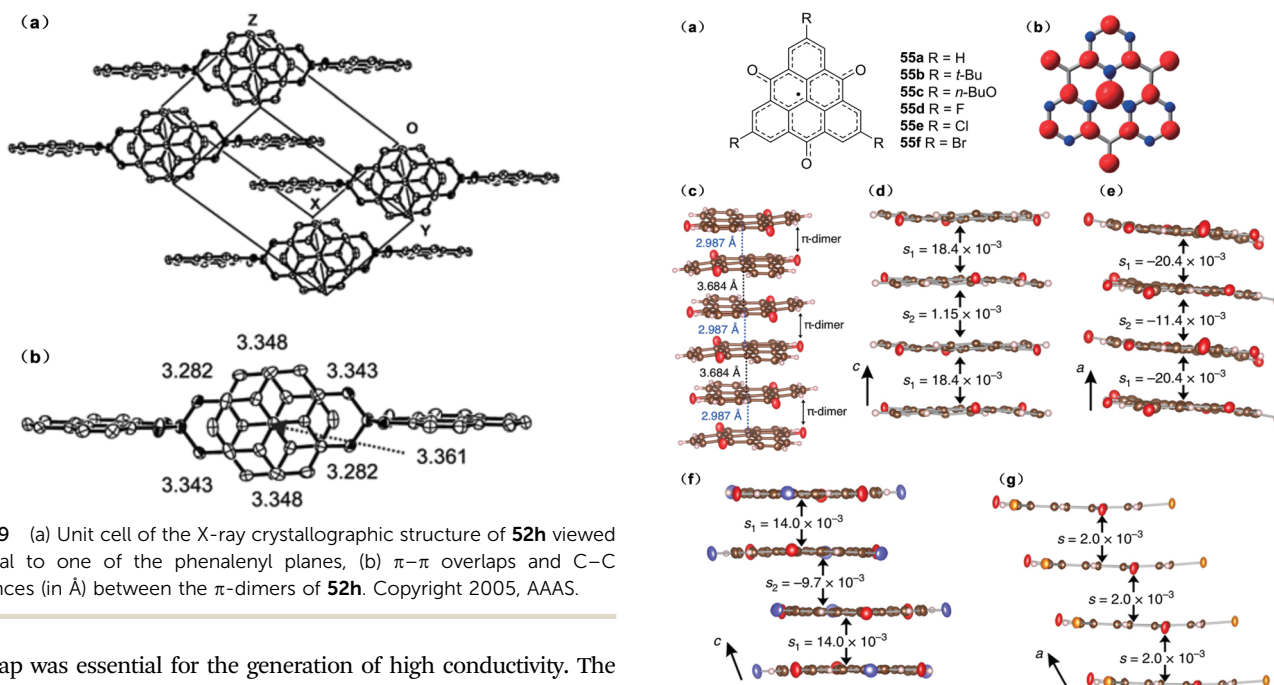 (a)
Z
O
X
Y
(b)
3.348
3.282
3.343
3.361
3.343
3.282
3.348
9 (a) Unit cell of the X-ray crystallographic structure of 52h viewed
al to one of the phenalenyl planes, (b) π–π overlaps and C–C
nces (in Å) between the π-dimers of 52h. Copyright 2005, AAAS.
ap was essential for the generation of high conductivity. The
(a)
R
O
O
R
R
O
55a R = H
55b R = t-Bu
55c R = n-BuO
55d R = F
55e R = Cl
55f R = Br
(b)
(c)
2.987 Å
π-dimer
3.684 Å
2.987 Å
π-dimer
3.684 Å
2.987 Å
π-dimer
(d)
s₁ = 18.4 × 10⁻³
s₂ = 1.15 × 10⁻³
s₁ = 18.4 × 10⁻³
c
(e)
s₁ = −20.4 × 10⁻³
s₂ = −11.4 × 10⁻³
s₁ = −20.4 × 10⁻³
a
(f)
s₁ = 14.0 × 10⁻³
s₂ = −9.7 × 10⁻³
s₁ = 14.0 × 10⁻³
c
(g)
s = 2.0 × 10⁻³
s = 2.0 × 10⁻³
s = 2.0 × 10⁻³
a